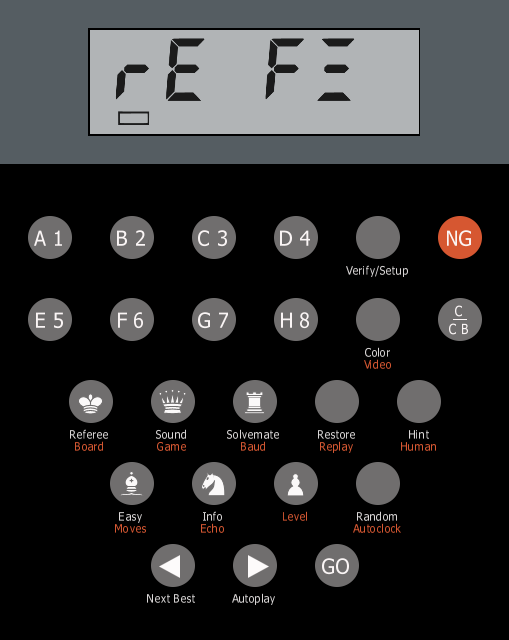 rE FΞ
A 1 B 2 C 3 D 4 NG
Verify/Setup
E 5 F 6 G 7 H 8 C
C B
Color
Video
Referee Sound Solvemate Restore Hint
Board Game Baud Replay Human
Easy Info Level Random
Moves Echo Autoclock
GO
Next Best Autoplay